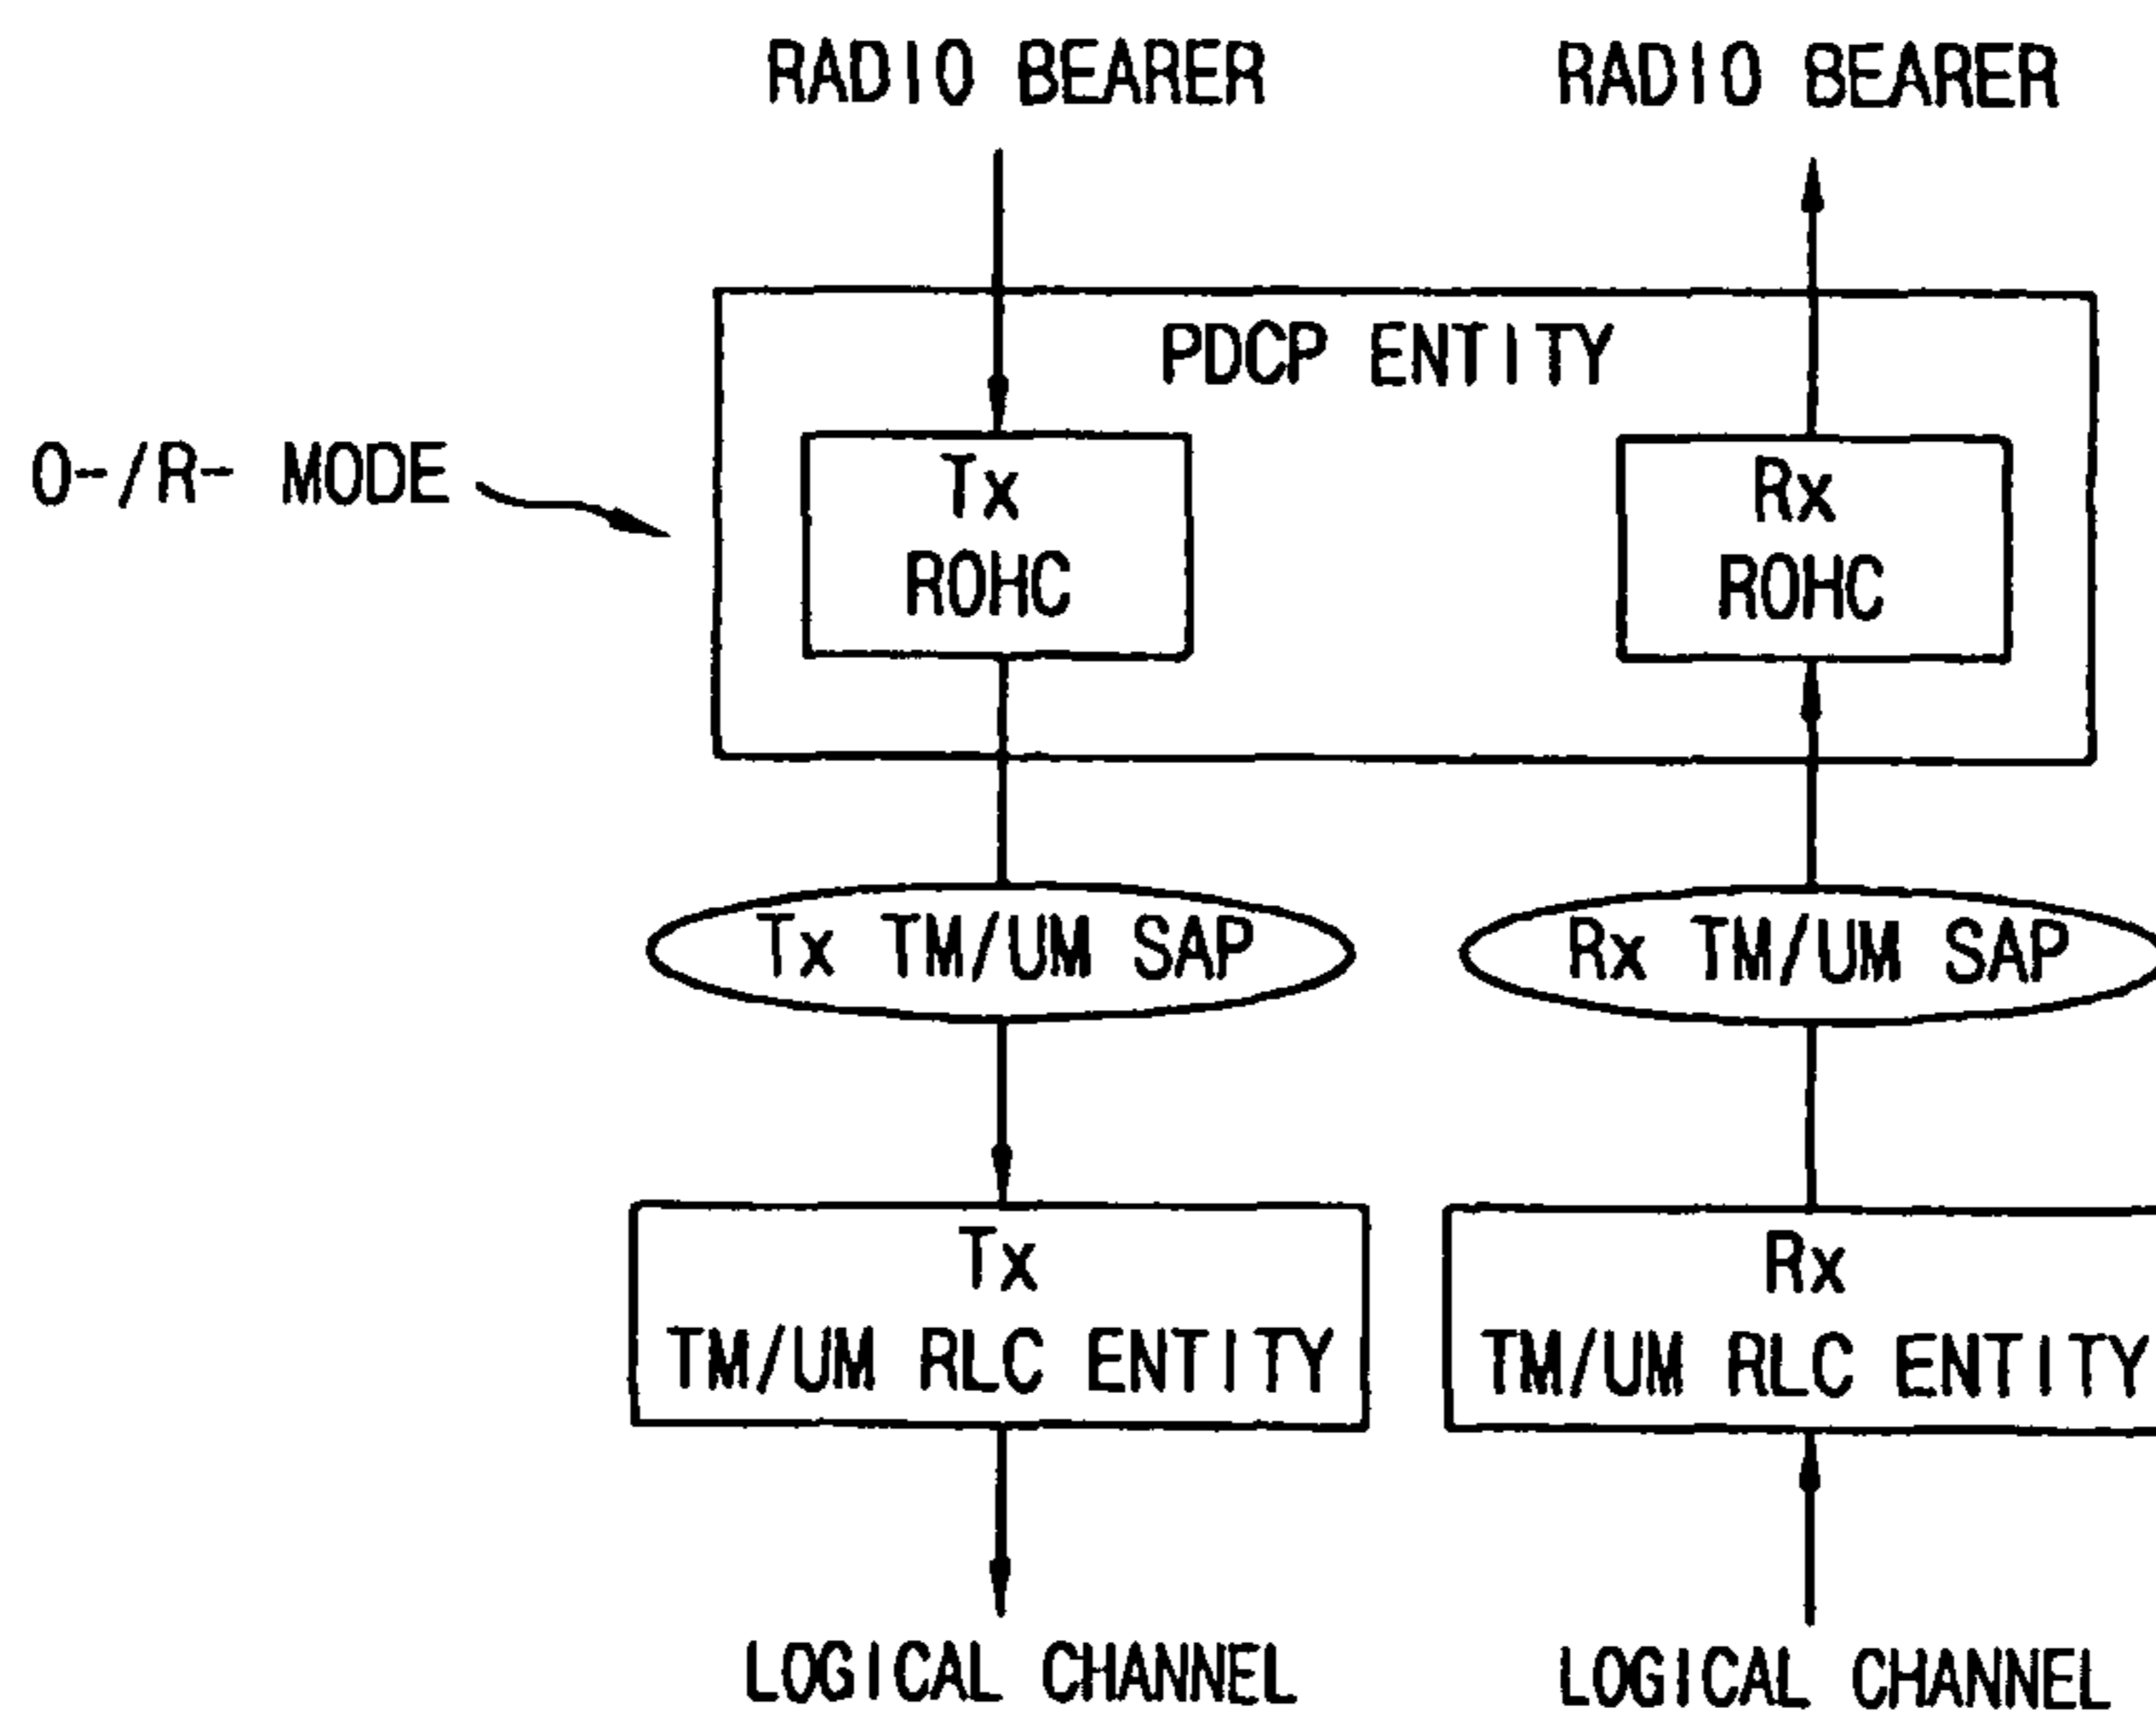 RADIO BEARER
RADIO BEARER
PDCP ENTITY
O-/R- MODE
Tx
ROHC
Rx
ROHC
Tx TM/UM SAP
Rx TM/UM SAP
Tx
TM/UM RLC ENTITY
Rx
TM/UM RLC ENTITY
LOGICAL CHANNEL
LOGICAL CHANNEL